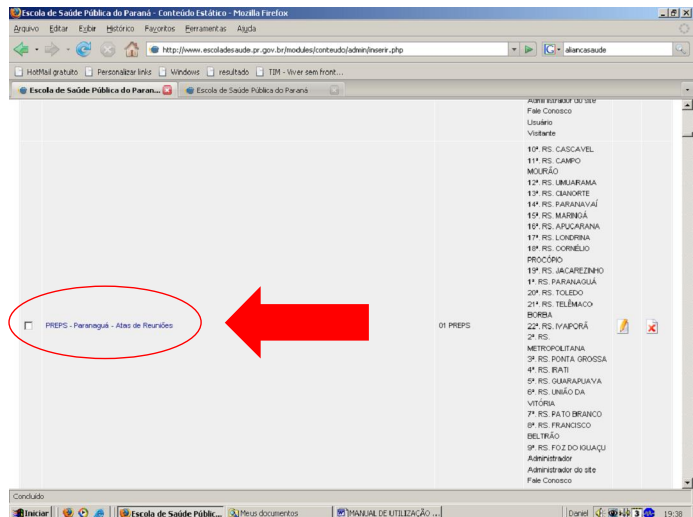 Escola de Saúde Pública do Paraná - Conteúdo Estático - Mozilla Firefox
Arquivo Editar Exibir Histórico Favoritos Ferramentas Ajuda
http://www.escoladesaude.pr.gov.br/modules/conteudo/admin/inserir.php
aliancasaude
HotMail gratuito Personalizar links Windows resultado TIM - Viver sem front...
Escola de Saúde Pública do Paran... Escola de Saúde Pública do Paraná
Administrador do site
Fale Conosco
Usuário
Visitante
10ª. RS. CASCAVEL
11ª. RS. CAMPO
MOURÃO
12ª. RS. UMUARAMA
13ª. RS. CIANORTE
14ª. RS. PARANAVAÍ
15ª. RS. MARINGÁ
16ª. RS. APUCARANA
17ª. RS. LONDRINA
18ª. RS. CORNÉLIO
PROCÓPIO
19ª. RS. JACAREZINHO
1ª. RS. PARANAGUÁ
20ª. RS. TOLEDO
21ª. RS. TELÊMACO
BORBA
PREPS - Paranaguá - Atas de Reuniões 01 PREPS 22ª. RS. IVAIPORÃ
2ª. RS.
METROPOLITANA
3ª. RS. PONTA GROSSA
4ª. RS. IRATI
5ª. RS. GUARAPUAVA
6ª. RS. UNIÃO DA
VITÓRIA
7ª. RS. PATO BRANCO
8ª. RS. FRANCISCO
BELTRÃO
9ª. RS. FOZ DO IGUAÇU
Administrador
Administrador do site
Fale Conosco
Concluído
Iniciar Escola de Saúde Públic... Meus documentos MANUAL DE UTILIZAÇÃO ... Daniel 3 19:38